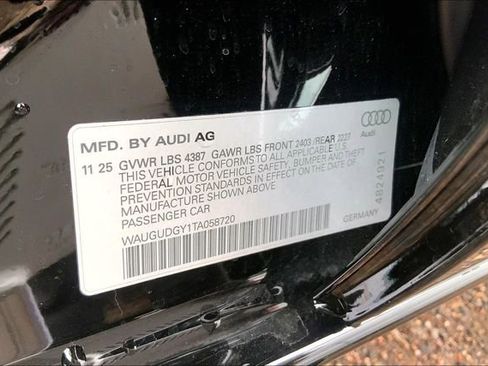 MFD. BY AUDI AG
Audi
11 25 GVWR LBS 4387 GAWR LBS FRONT 2403 /REAR 2227
THIS VEHICLE CONFORMS TO ALL APPLICABLE U.S.
FEDERAL MOTOR VEHICLE SAFETY, BUMPER AND THEFT
PREVENTION STANDARDS IN EFFECT ON THE DATE OF
MANUFACTURE SHOWN ABOVE
PASSENGER CAR
WAUGUDGY1TA058720
GERMANY
4824921